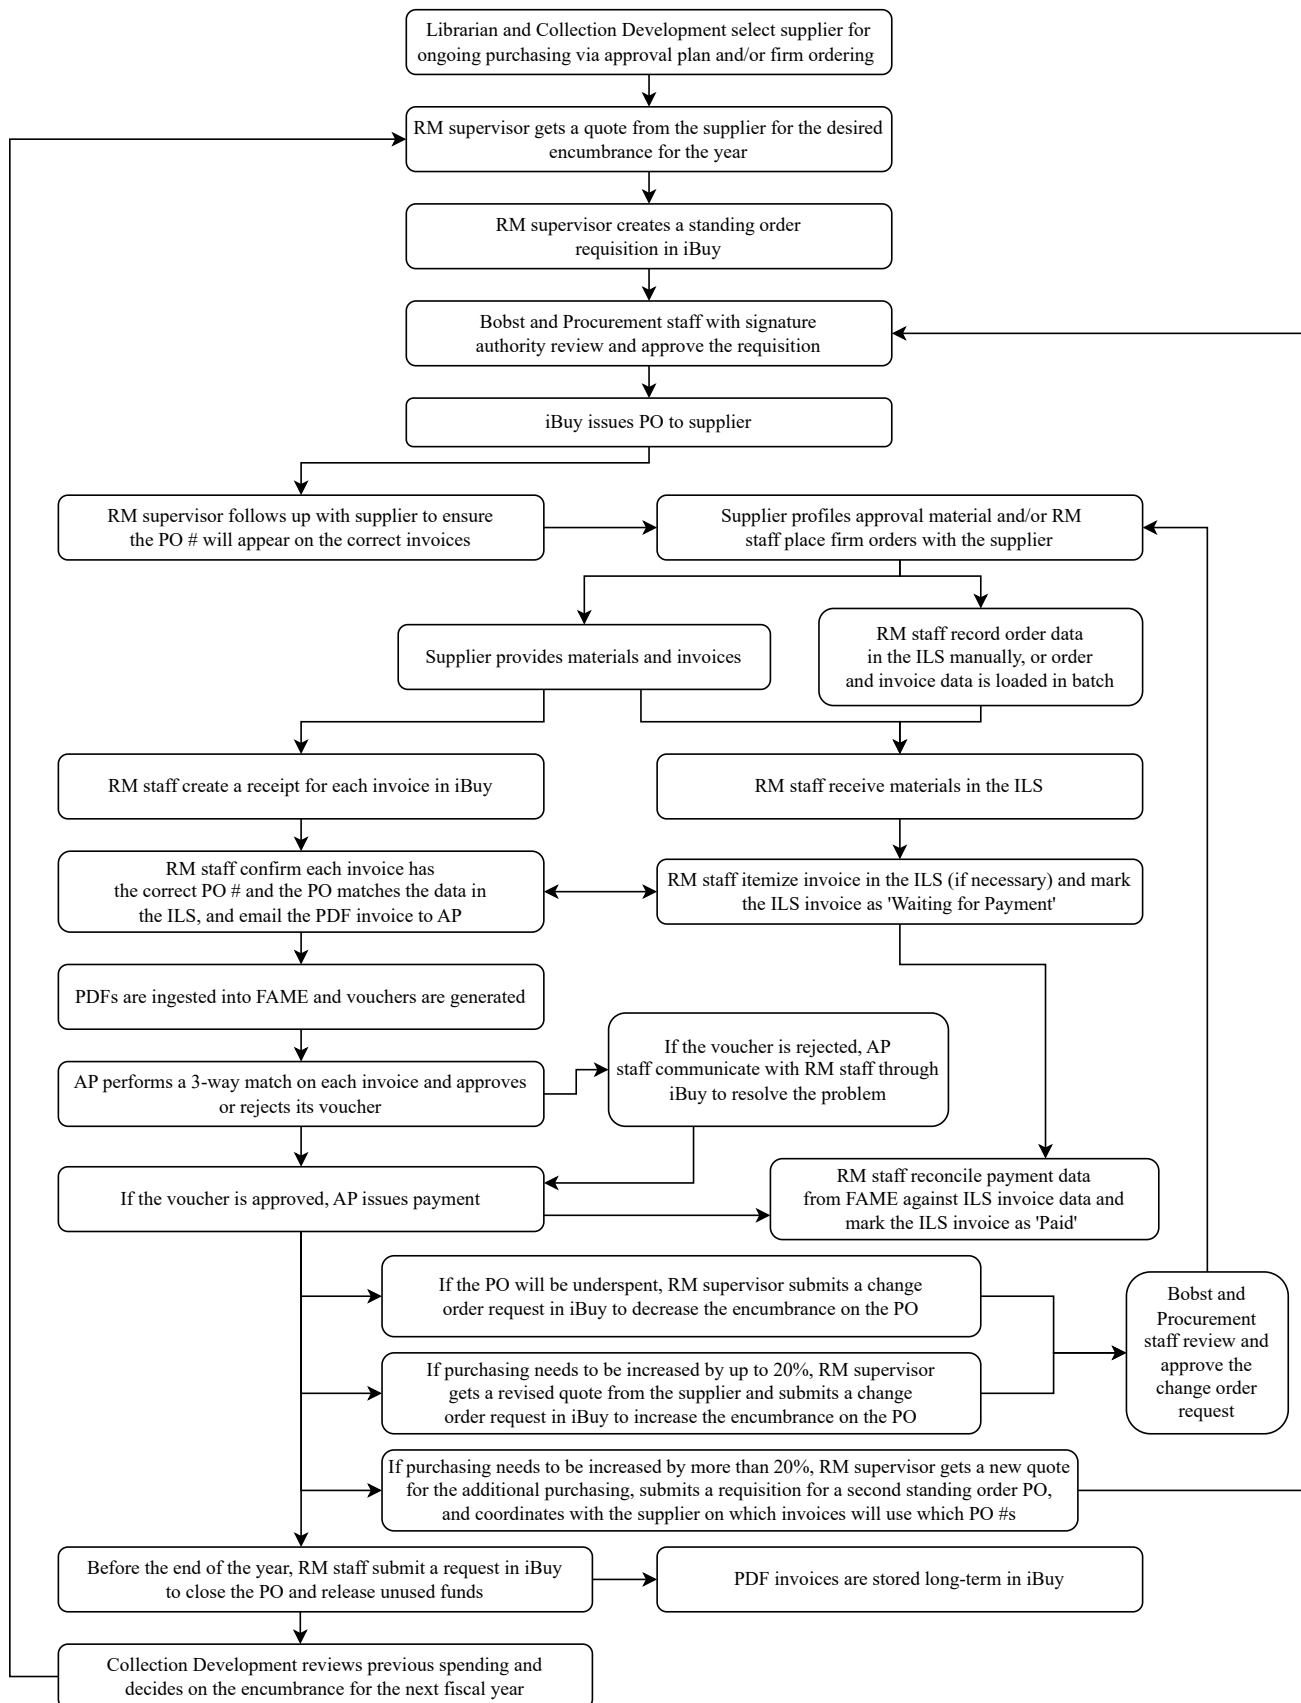 Librarian and Collection Development select supplier for
ongoing purchasing via approval plan and/or firm ordering
RM supervisor gets a quote from the supplier for the desired
encumbrance for the year
RM supervisor creates a standing order
requisition in iBuy
Bobst and Procurement staff with signature
authority review and approve the requisition
iBuy issues PO to supplier
RM supervisor follows up with supplier to ensure
the PO # will appear on the correct invoices
Supplier profiles approval material and/or RM
staff place firm orders with the supplier
Supplier provides materials and invoices
RM staff record order data
in the ILS manually, or order
and invoice data is loaded in batch
RM staff create a receipt for each invoice in iBuy
RM staff receive materials in the ILS
RM staff confirm each invoice has
the correct PO # and the PO matches the data in
the ILS, and email the PDF invoice to AP
RM staff itemize invoice in the ILS (if necessary) and mark
the ILS invoice as 'Waiting for Payment'
PDFs are ingested into FAME and vouchers are generated
If the voucher is rejected, AP
staff communicate with RM staff through
iBuy to resolve the problem
AP performs a 3-way match on each invoice and approves
or rejects its voucher
If the voucher is approved, AP issues payment
RM staff reconcile payment data
from FAME against ILS invoice data and
mark the ILS invoice as 'Paid'
If the PO will be underspent, RM supervisor submits a change
order request in iBuy to decrease the encumbrance on the PO
Bobst and
Procurement
staff review and
approve the
change order
request
If purchasing needs to be increased by up to 20%, RM supervisor
gets a revised quote from the supplier and submits a change
order request in iBuy to increase the encumbrance on the PO
If purchasing needs to be increased by more than 20%, RM supervisor gets a new quote
for the additional purchasing, submits a requisition for a second standing order PO,
and coordinates with the supplier on which invoices will use which PO #s
Before the end of the year, RM staff submit a request in iBuy
to close the PO and release unused funds
PDF invoices are stored long-term in iBuy
Collection Development reviews previous spending and
decides on the encumbrance for the next fiscal year